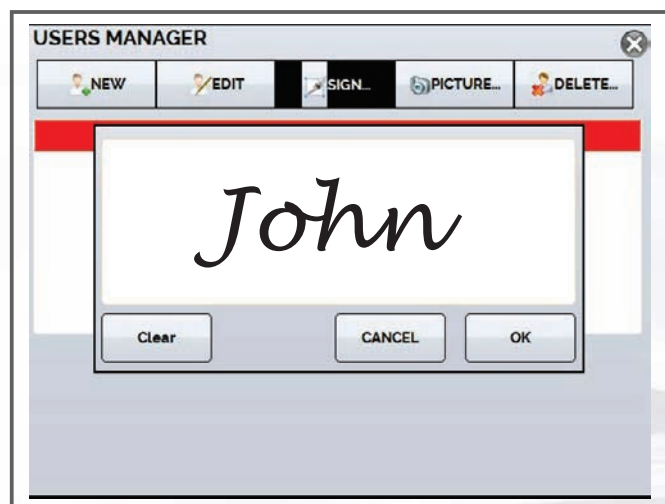 USERS MANAGER
NEW EDIT SIGN... PICTURE... DELETE...
John
Clear CANCEL OK